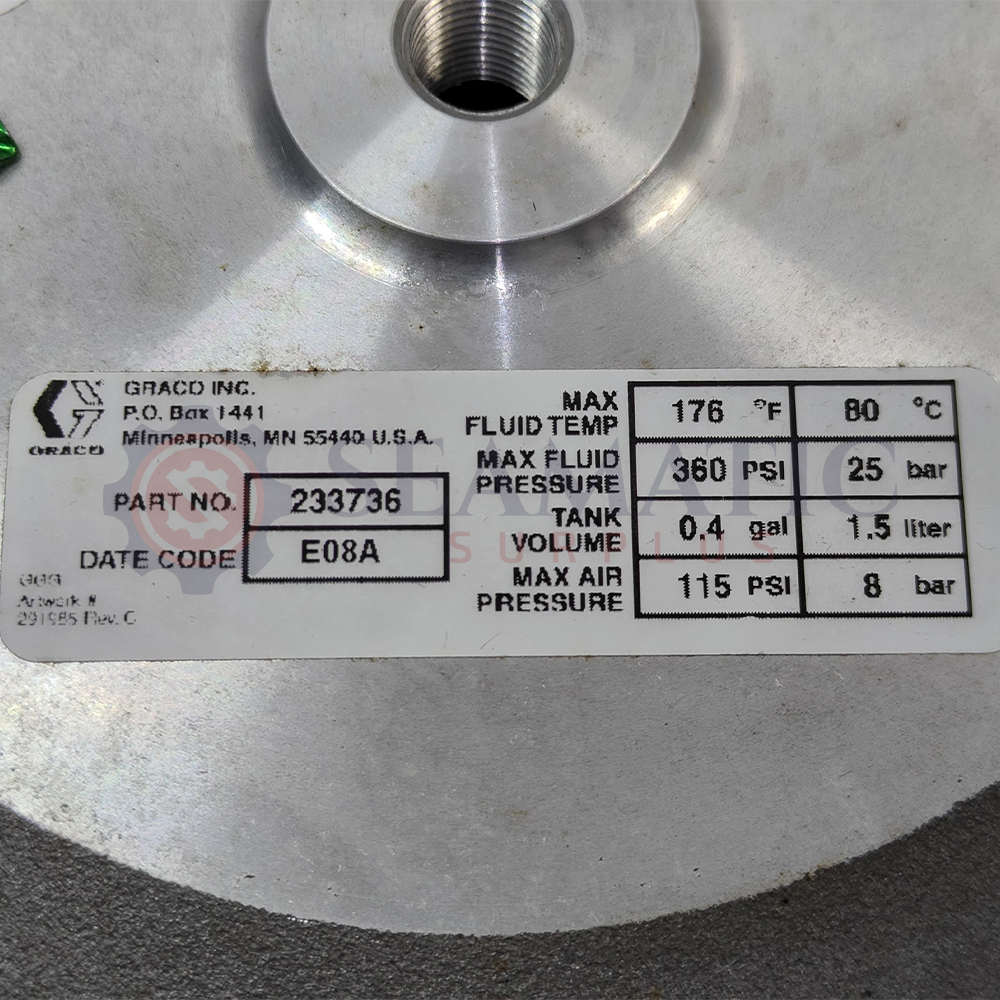 GRACO INC.
P.O. Box 1441
Minneapolis, MN 55440 U.S.A.
GRACO
PART NO. 233736
DATE CODE E08A
Artwork #
291985 Rev. C
MAX FLUID TEMP 176 °F 80 °C
MAX FLUID PRESSURE 360 PSI 25 bar
TANK VOLUME 0.4 gal 1.5 liter
MAX AIR PRESSURE 115 PSI 8 bar
SEAMATIC
SURPLUS